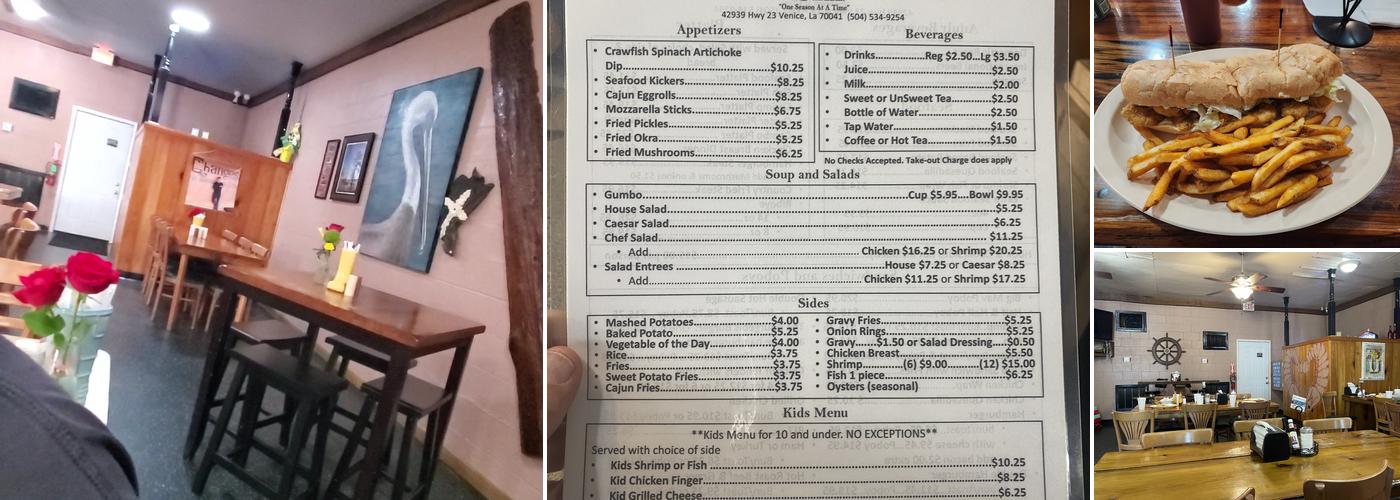 Change
"One Season At A Time"
42939 Hwy 23 Venice, La 70041 (504) 534-9254
Appetizers
• Crawfish Spinach Artichoke
Dip..........$10.25
• Seafood Kickers..........$8.25
• Cajun Eggrolls..........$8.25
• Mozzarella Sticks..........$6.75
• Fried Pickles..........$5.25
• Fried Okra..........$5.25
• Fried Mushrooms..........$6.25
Beverages
• Drinks..........Reg $2.50...Lg $3.50
• Juice..........$2.50
• Milk..........$2.00
• Sweet or UnSweet Tea..........$2.50
• Bottle of Water..........$2.50
• Tap Water..........$1.50
• Coffee or Hot Tea..........$1.50
No Checks Accepted. Take-out Charge does apply
Soup and Salads
• Gumbo..........Cup $5.95....Bowl $9.95
• House Salad..........$5.25
• Caesar Salad..........$6.25
• Chef Salad..........$11.25
• Add..........Chicken $16.25 or Shrimp $20.25
• Salad Entrees ..........House $7.25 or Caesar $8.25
• Add..........Chicken $11.25 or Shrimp $17.25
Sides
• Mashed Potatoes..........$4.00
• Baked Potato..........$5.25
• Vegetable of the Day..........$4.00
• Rice..........$3.75
• Fries..........$3.75
• Sweet Potato Fries..........$3.75
• Cajun Fries..........$3.75
• Gravy Fries..........$5.25
• Onion Rings..........$5.25
• Gravy......$1.50 or Salad Dressing....$0.50
• Chicken Breast..........$5.50
• Shrimp..........(6) $9.00..........(12) $15.00
• Fish 1 piece..........$6.25
• Oysters (seasonal)
Kids Menu
**Kids Menu for 10 and under. NO EXCEPTIONS**
Served with choice of side
• Kids Shrimp or Fish..........$10.25
• Kid Chicken Finger..........$8.25
• Kid Grilled Cheese..........$6.25